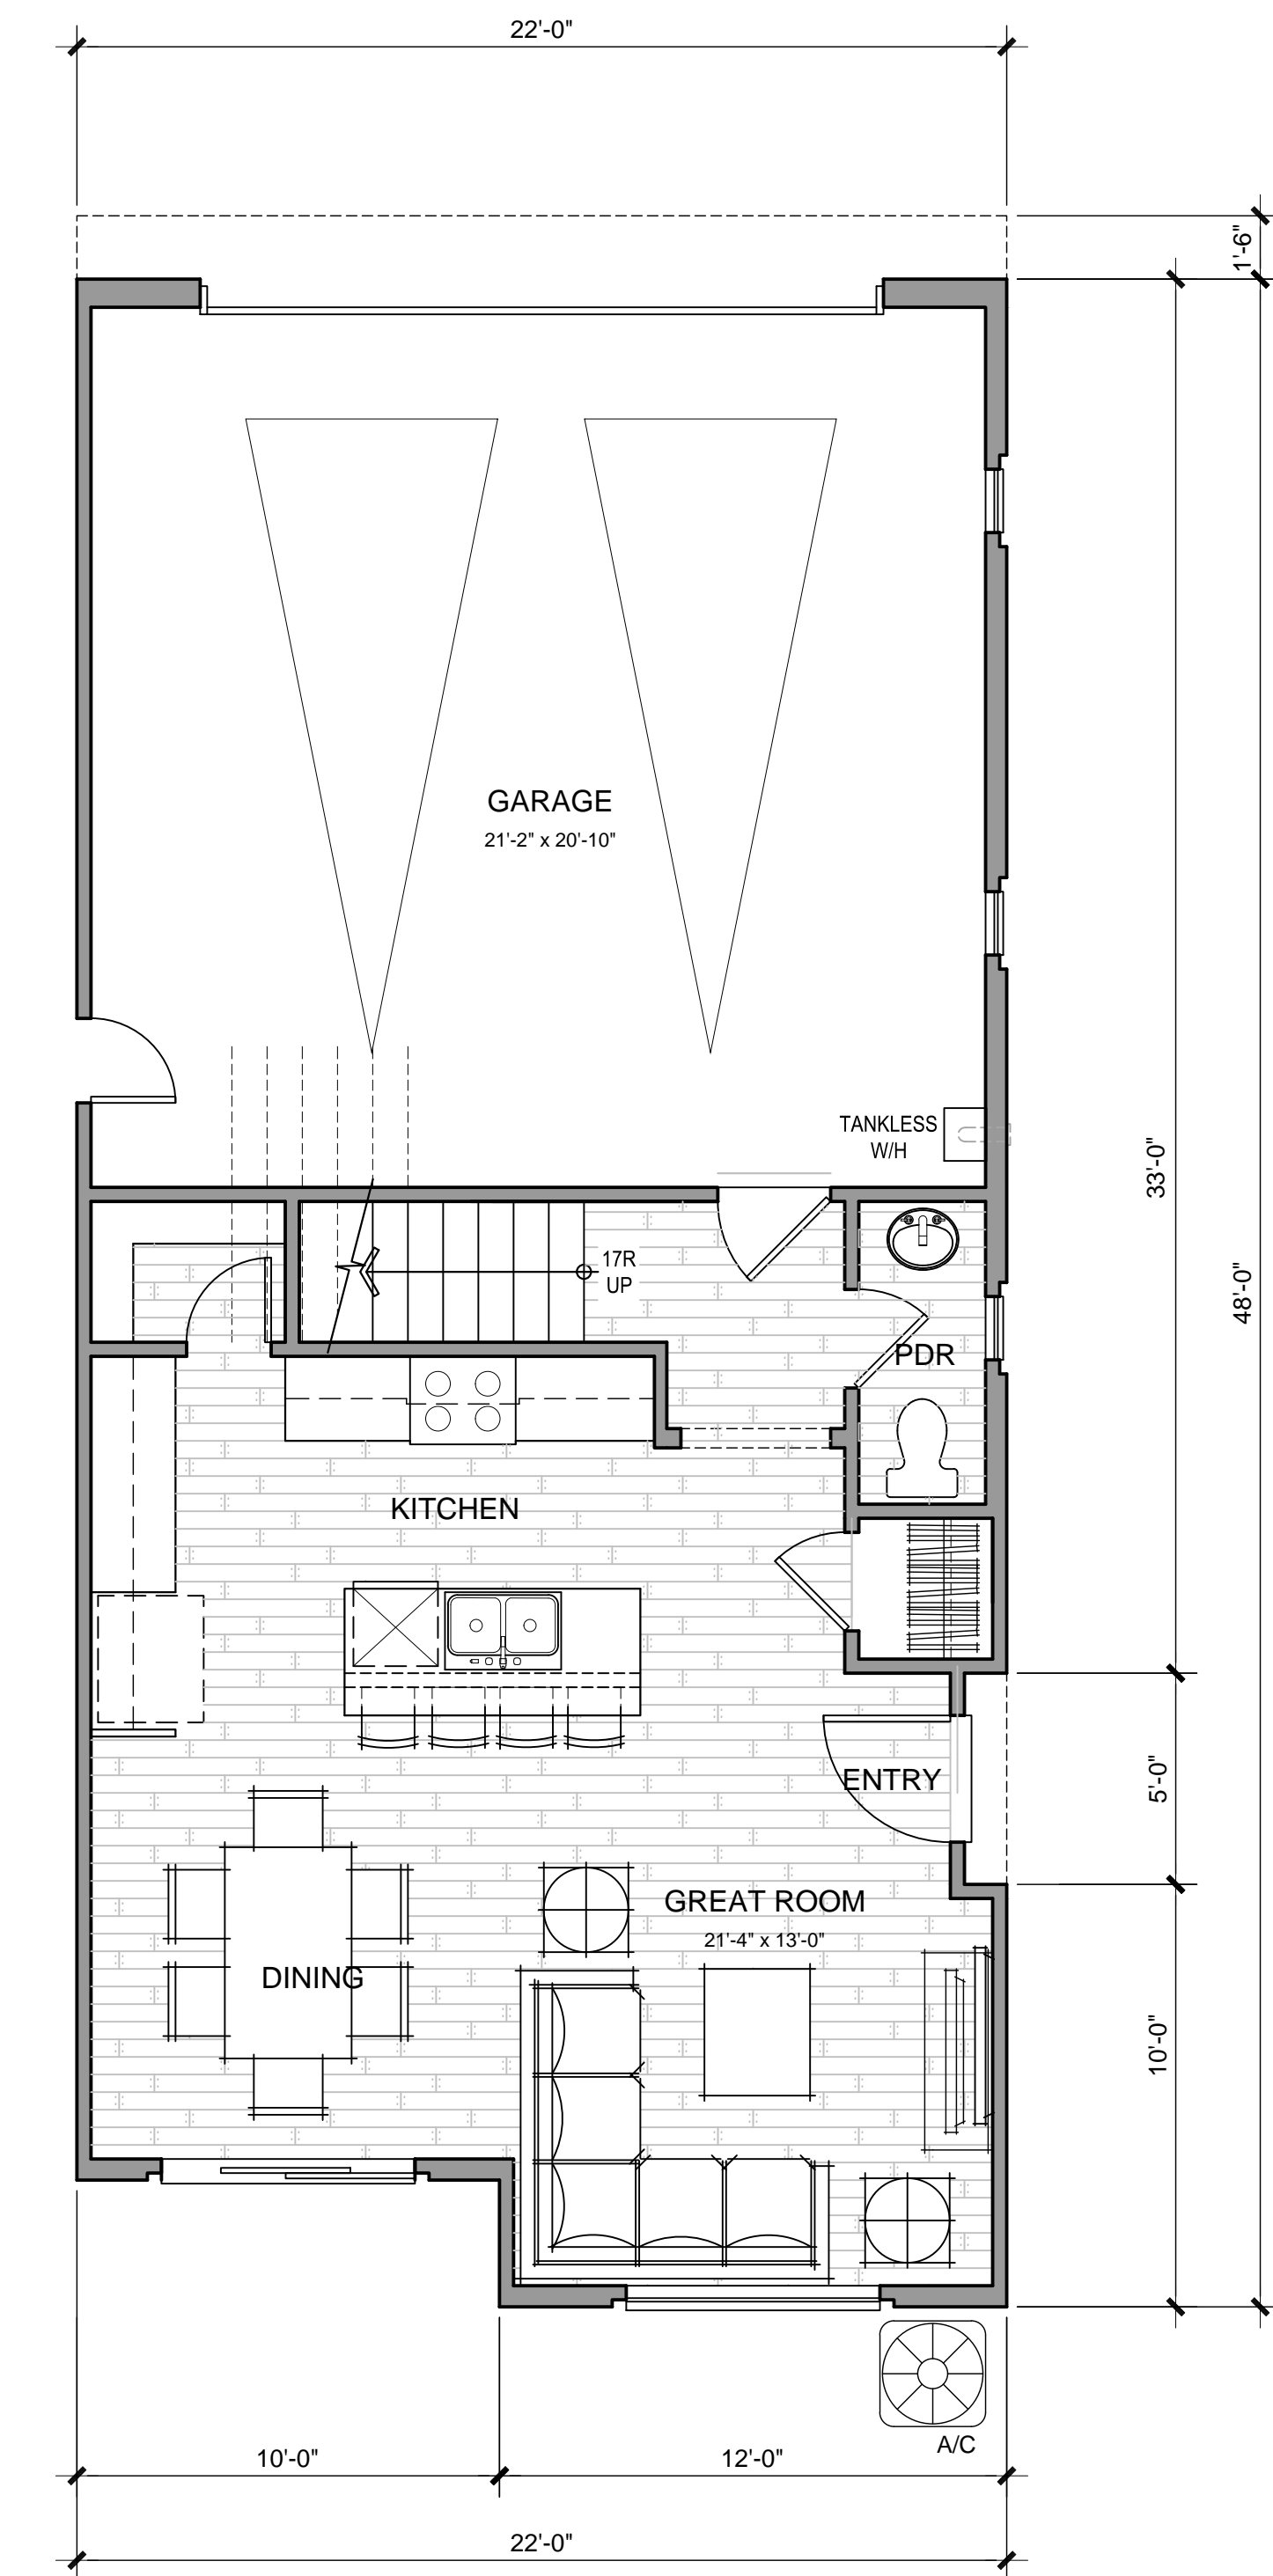 22'-0"
1'-6"
GARAGE
21'-2" x 20'-10"
TANKLESS
W/H
33'-0"
17R
UP
48'-0"
PDR
KITCHEN
ENTRY
5'-0"
GREAT ROOM
21'-4" x 13'-0"
DINING
10'-0"
A/C
10'-0"
12'-0"
22'-0"